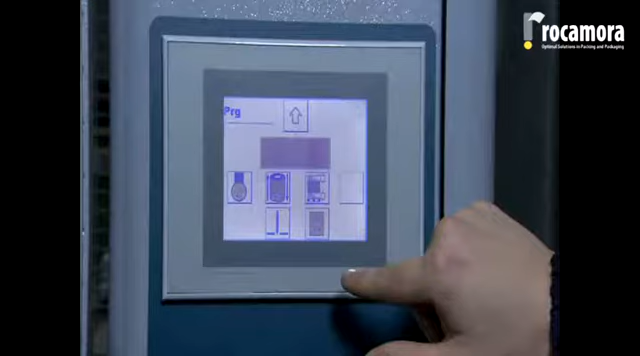 rocamora
Optimal Solutions in Packing and Packaging
Prg